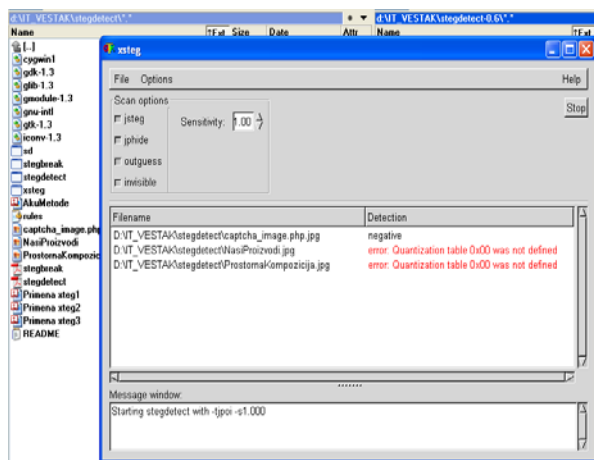 d:\IT_VESTAK\stegdetect\*.*
d:\IT_VESTAK\stegdetect-0.6\*.*
Name ↑Ext Size Date Attr
Name ↑Ext
[..]
cygwin1
gdk-1.3
glib-1.3
gmodule-1.3
gnu-intl
gtk-1.3
iconv-1.3
sd
stegbreak
stegdetect
xsteg
AkuMetode
rules
captcha_image.php
NasiProizvodi
ProstornaKompozic
stegbreak
stegdetect
Primena xteg1
Primena xteg2
Primena xteg3
README
xsteg
File Options Help
Scan options
jsteg
jphide
outguess
invisible
Sensitivity: 1.00
Stop
Filename Detection
D:\IT_VESTAK\stegdetect\captcha_image.php.jpg negative
D:\IT_VESTAK\stegdetect\NasiProizvodi.jpg error: Quantization table 0x00 was not defined
D:\IT_VESTAK\stegdetect\ProstornaKompozicija.jpg error: Quantization table 0x00 was not defined
Message window:
Starting stegdetect with -tjpoi -s1.000